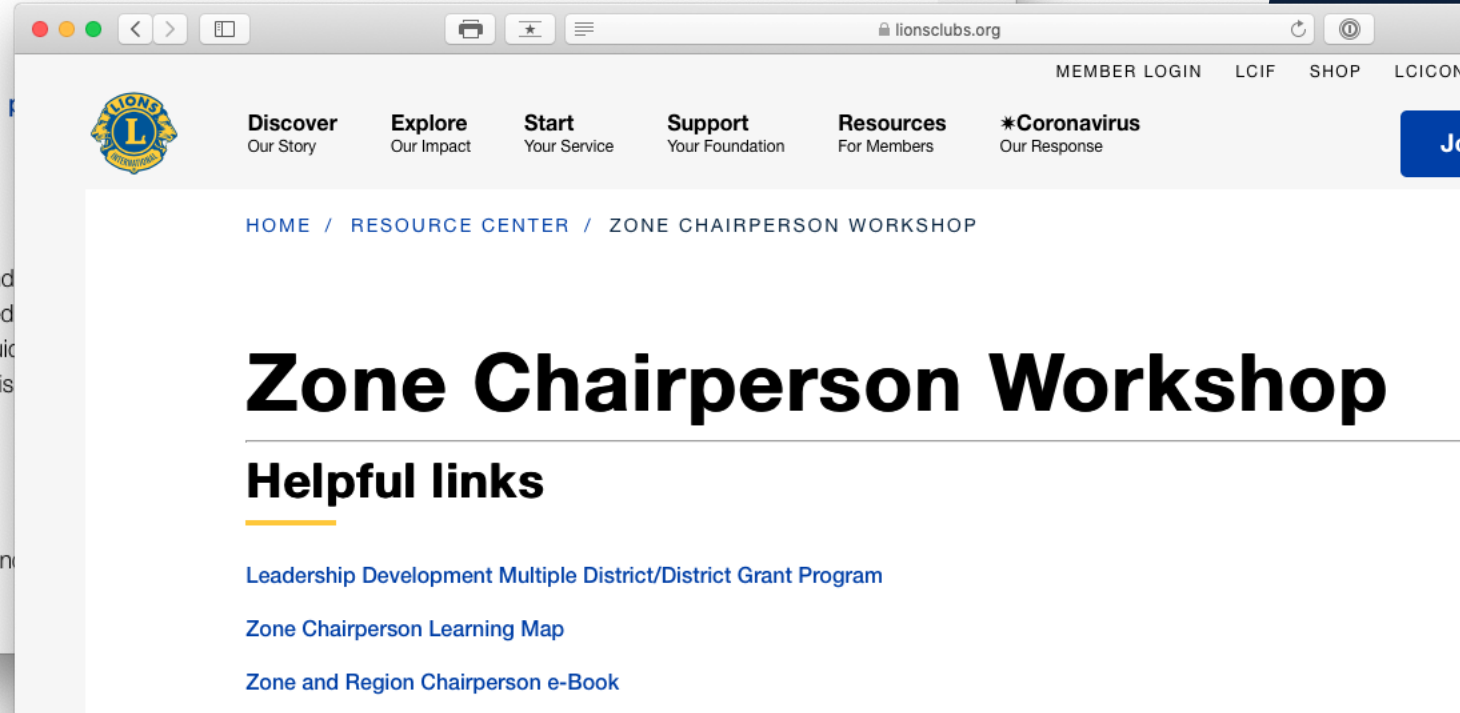 lionsclubs.org
MEMBER LOGIN LCIF SHOP LCICON
LIONS
L
INTERNATIONAL
Discover Explore Start Support Resources ✷Coronavirus
Our Story Our Impact Your Service Your Foundation For Members Our Response
Jo
HOME / RESOURCE CENTER / ZONE CHAIRPERSON WORKSHOP
Zone Chairperson Workshop
Helpful links
Leadership Development Multiple District/District Grant Program
Zone Chairperson Learning Map
Zone and Region Chairperson e-Book